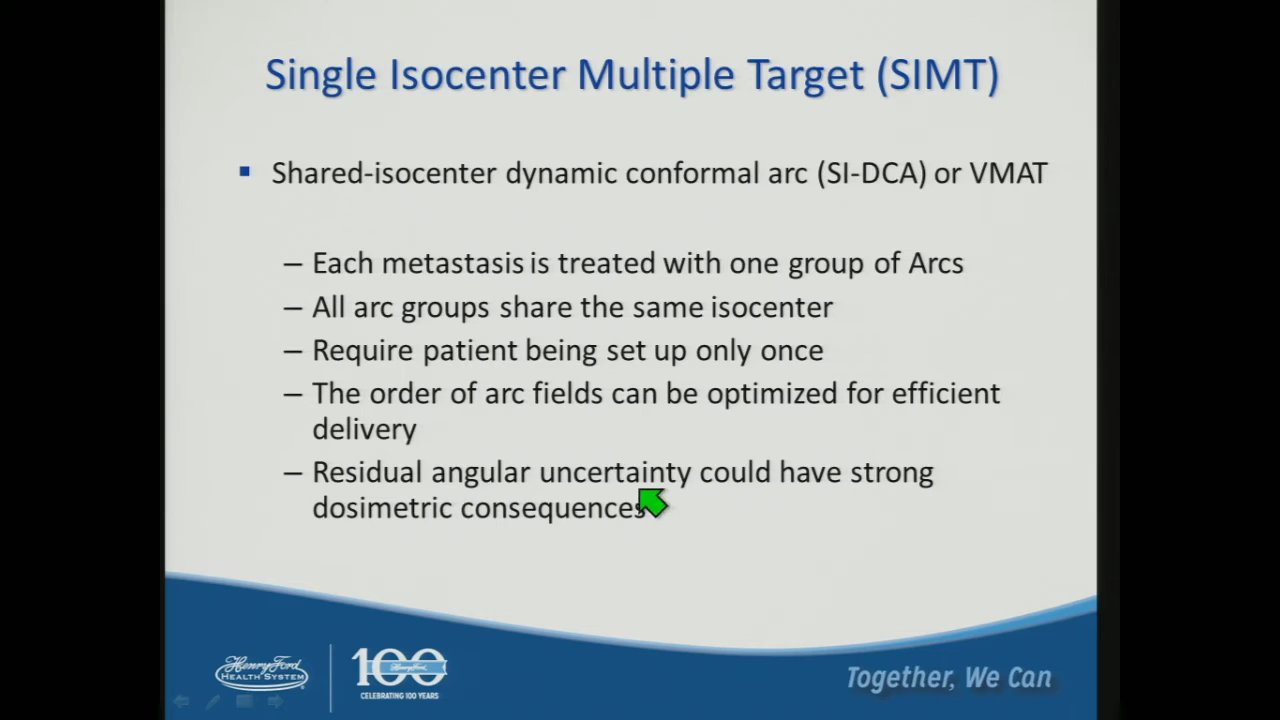 Single Isocenter Multiple Target (SIMT)
▪ Shared-isocenter dynamic conformal arc (SI-DCA) or VMAT
– Each metastasis is treated with one group of Arcs
– All arc groups share the same isocenter
– Require patient being set up only once
– The order of arc fields can be optimized for efficient
delivery
– Residual angular uncertainty could have strong
dosimetric consequences
Henry Ford
HEALTH SYSTEM
100
Henry Ford
CELEBRATING 100 YEARS
Together, We Can